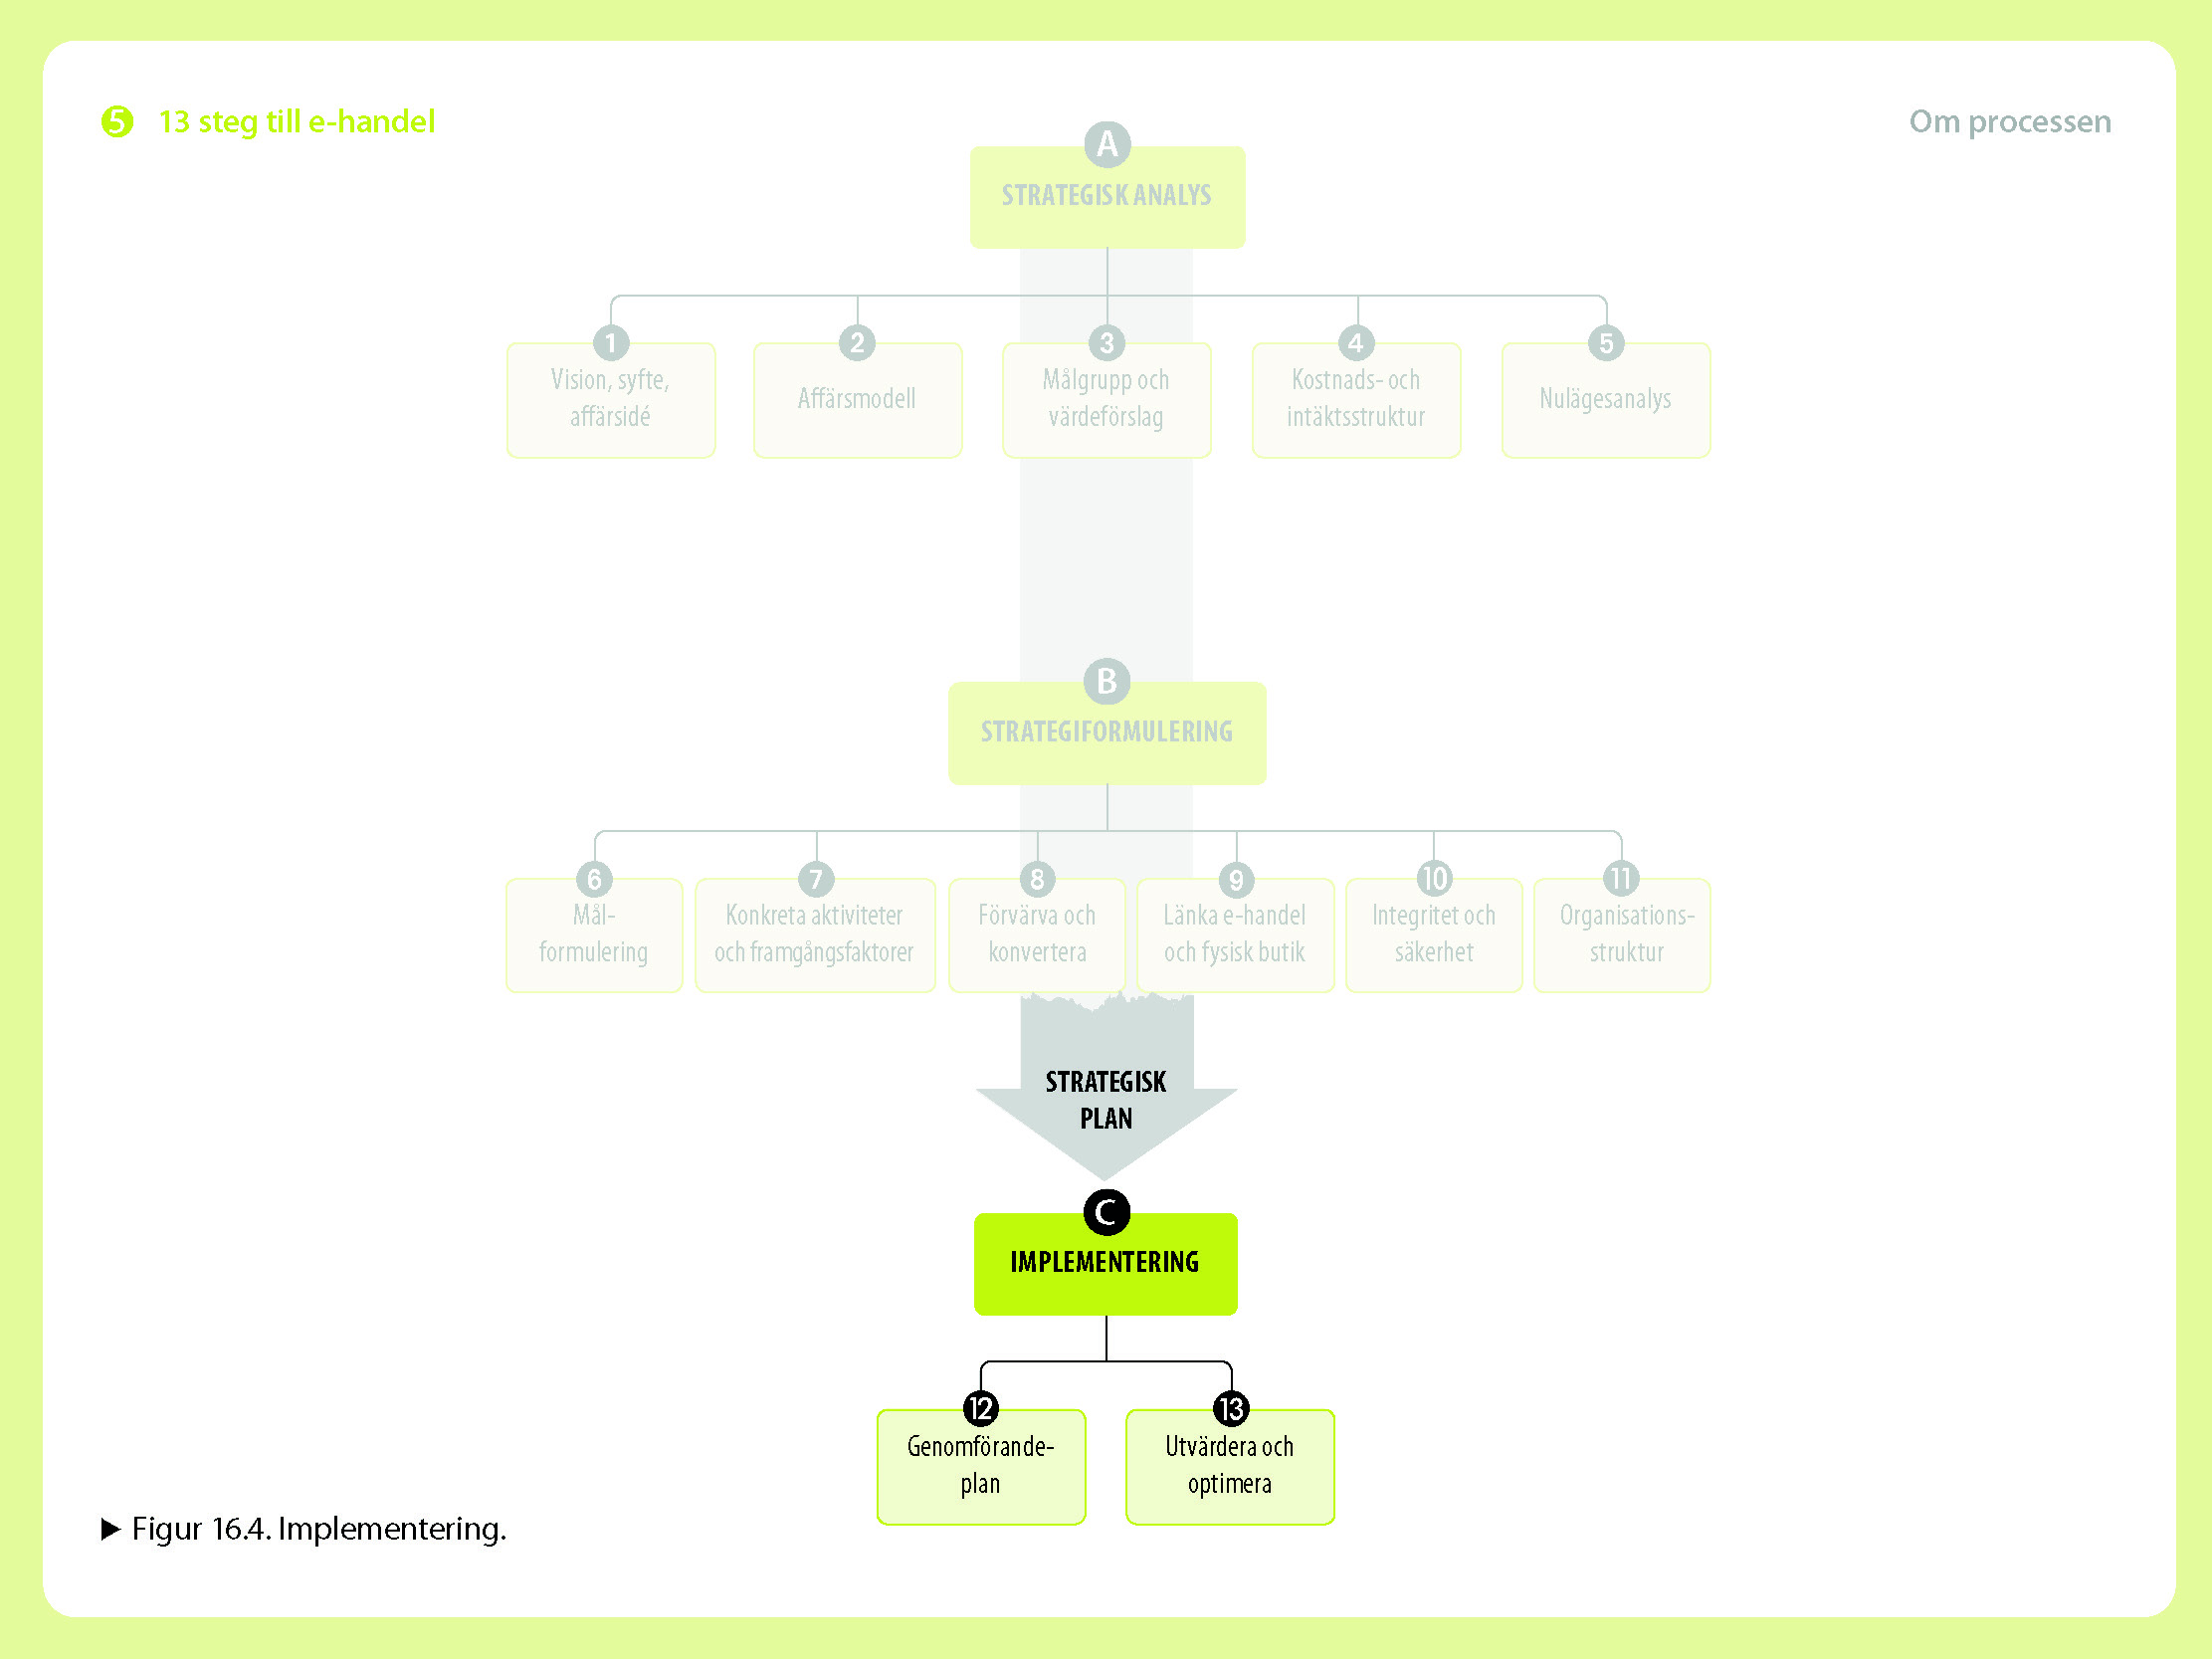 5 13 steg till e-handel
Om processen
A
STRATEGISK ANALYS
1
Vision, syfte,
affärsidé
2
Affärsmodell
3
Målgrupp och
värdeförslag
4
Kostnads- och
intäktsstruktur
5
Nulägesanalys
B
STRATEGIFORMULERING
6
Mål-
formulering
7
Konkreta aktiviteter
och framgångsfaktorer
8
Förvärva och
konvertera
9
Länka e-handel
och fysisk butik
10
Integritet och
säkerhet
11
Organisations-
struktur
STRATEGISK
PLAN
C
IMPLEMENTERING
12
Genomförande-
plan
13
Utvärdera och
optimera
▶ Figur 16.4. Implementering.